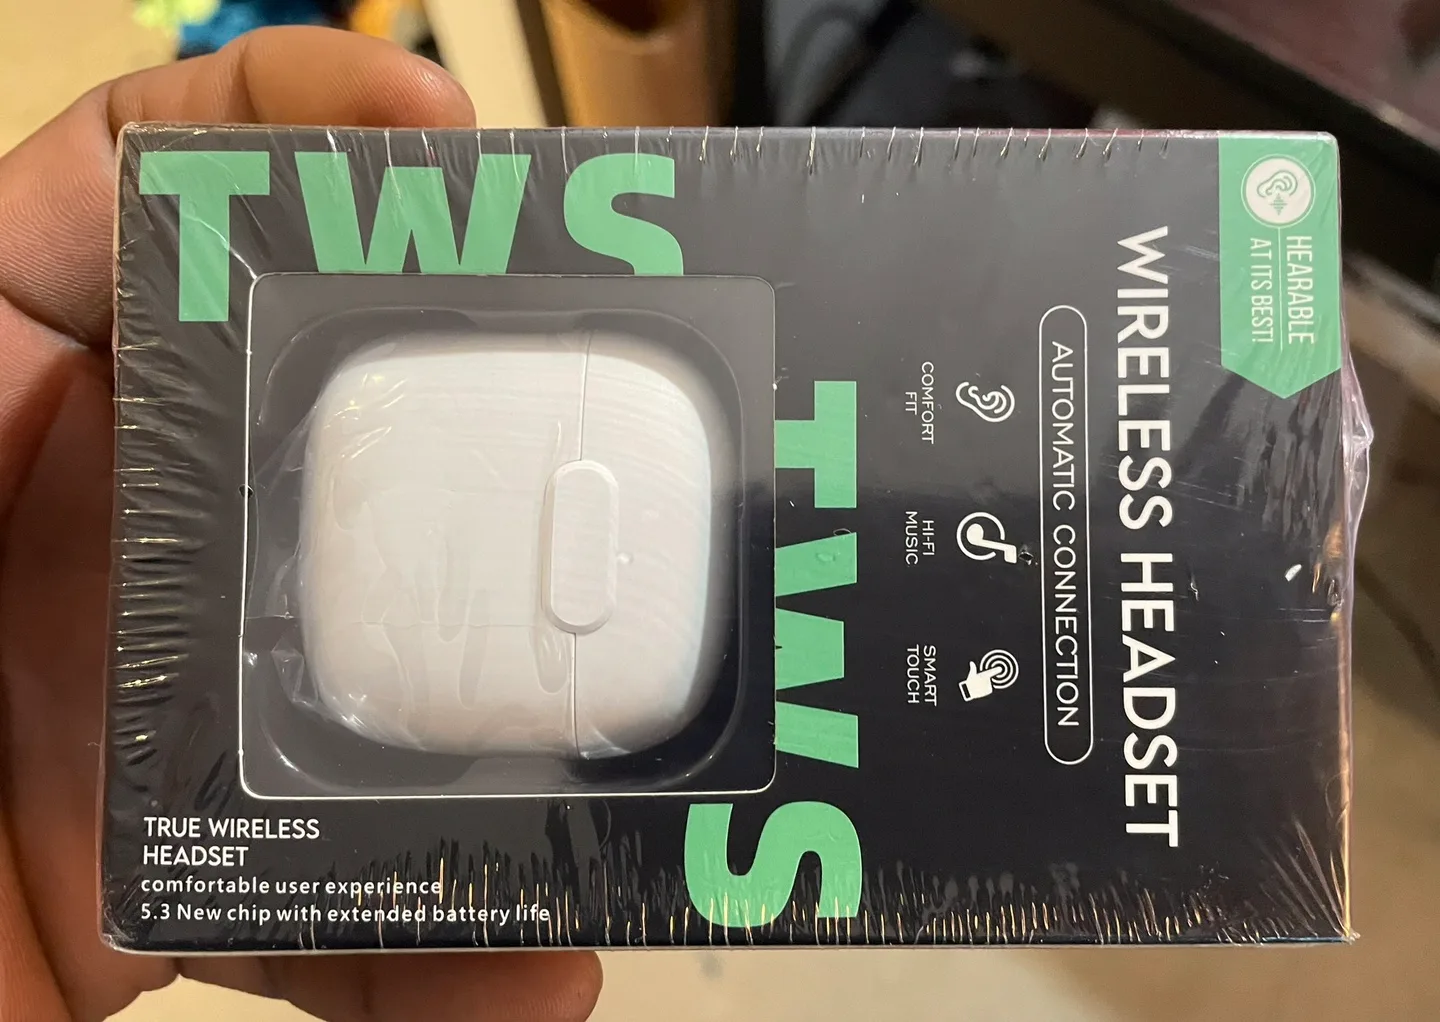 TWS
TWS
HEARABLE
AT ITS BEST!
WIRELESS HEADSET
AUTOMATIC CONNECTION
COMFORT
FIT
HI-FI
MUSIC
SMART
TOUCH
TRUE WIRELESS
HEADSET
comfortable user experience
5.3 New chip with extended battery life